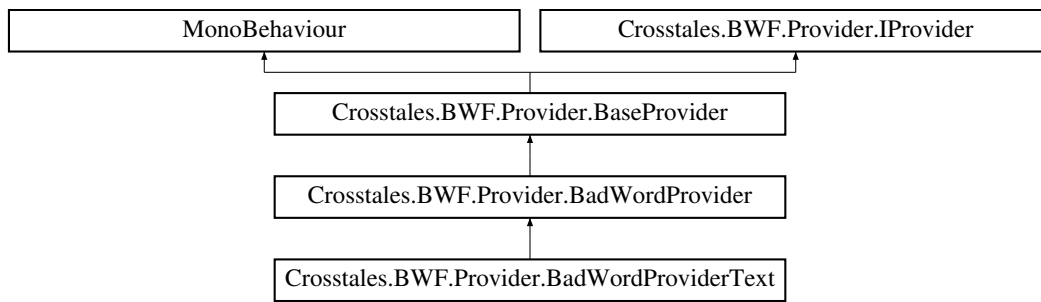 MonoBehaviour
Crosstales.BWF.Provider.IProvider
Crosstales.BWF.Provider.BaseProvider
Crosstales.BWF.Provider.BadWordProvider
Crosstales.BWF.Provider.BadWordProviderText